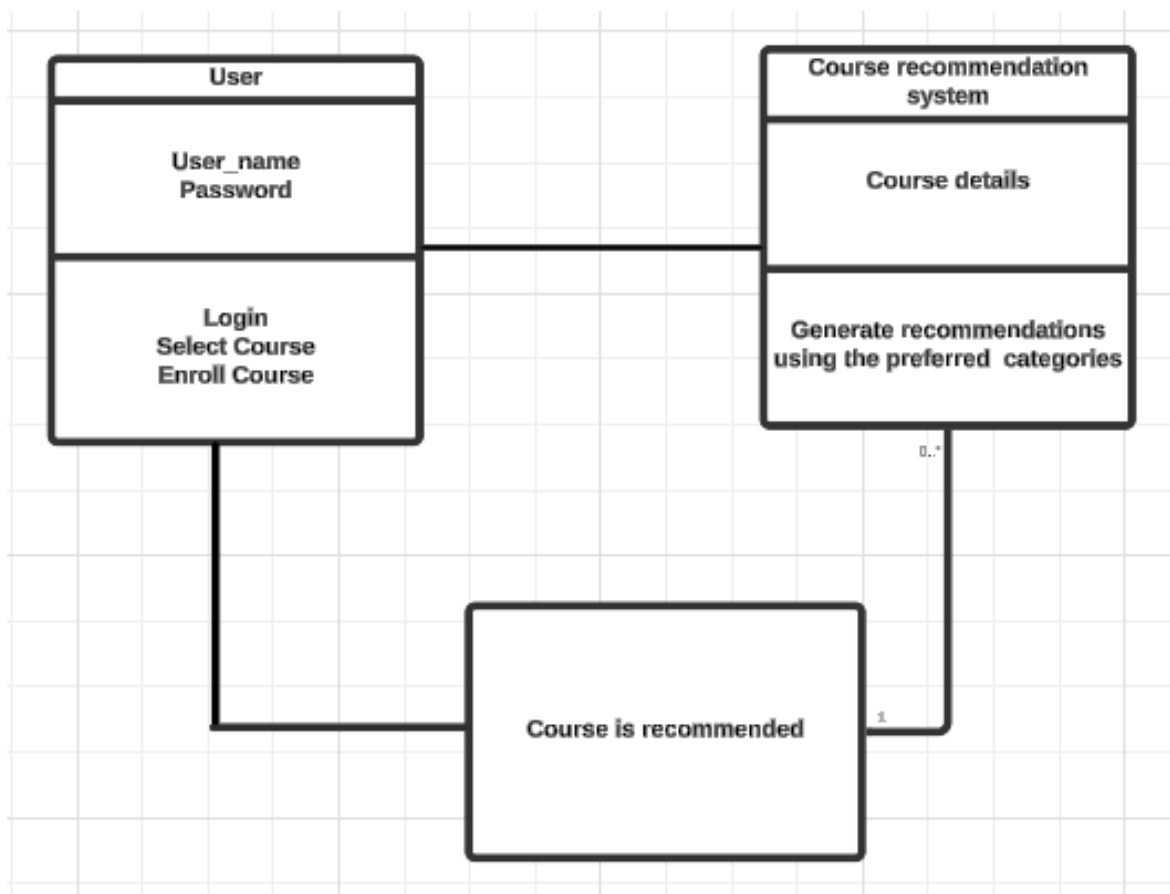 User
User_name
Password
Login
Select Course
Enroll Course
Course recommendation
system
Course details
Generate recommendations
using the preferred categories
0..*
1
Course is recommended